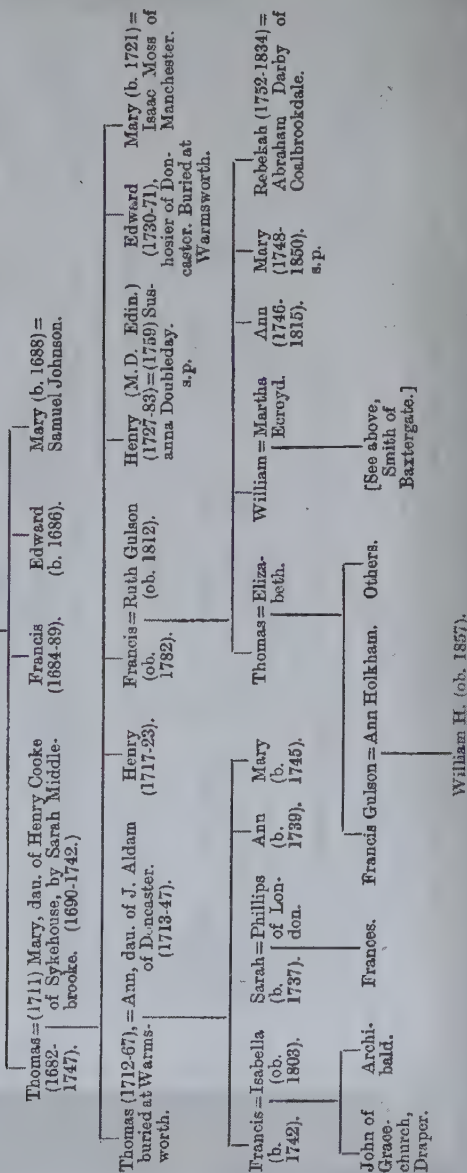 Thomas=(1711) Mary, dau. of Henry Cooke
(1682- of Sykehouse, by Sarah Middle-
1747). brooke. (1690-1742.)
Francis
(1684-89).
Edward
(b. 1686).
Mary (b. 1688)=
Samuel Johnson.
Thomas (1712-67),=Ann, dau. of J. Aldam
buried at Warms- of Doncaster.
worth. (1713-47).
Henry
(1717-23).
Francis=Ruth Gulson
(ob. (ob. 1812).
1782).
Henry (M.D. Edin.)
(1727-83)=(1759) Sus-
anna Doubleday.
s.p.
Edward
(1730-71),
hosier of Don-
caster. Buried at
Warmsworth.
Mary (b. 1721)=
Isaac Moss of
Manchester.
Francis=Isabella
(b. (ob.
1742). 1803).
Sarah=Phillips
(b. of Lon-
1737). don.
Ann
(b.
1739).
Mary
(b.
1745).
Thomas=Eliza-
beth.
William=Martha
Ecroyd.
Ann
(1746-
1815).
Mary
(1748-
1850).
s.p.
Rebekah (1752-1834)=
Abraham Darby of
Coalbrookdale.
John of
Grace-
church,
Draper.
Archi-
bald.
Frances.
Francis Gulson=Ann Holkham.
Others.
[See above,
Smith of
Baxtergate.]
William H. (ob. 1857).